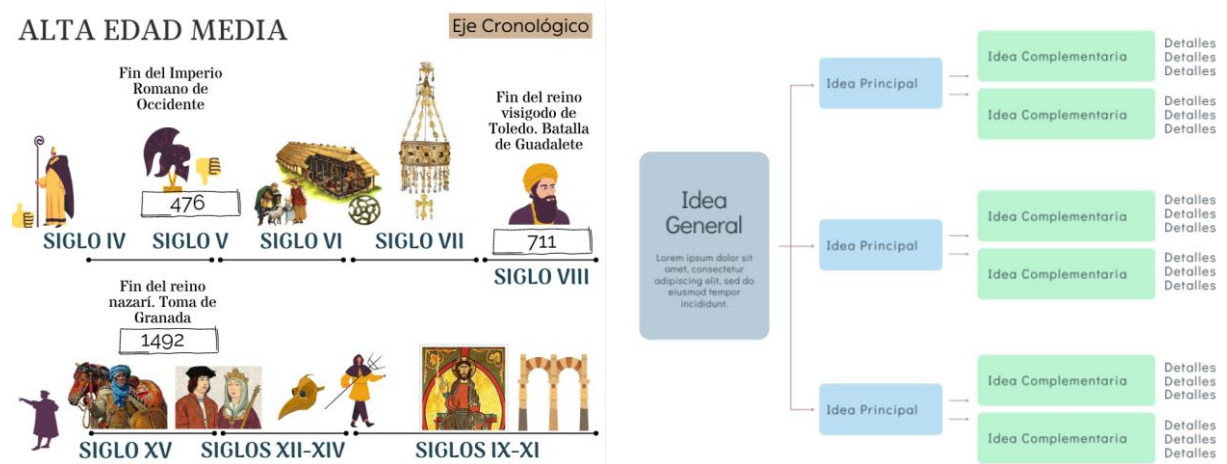 ALTA EDAD MEDIA
Eje Cronológico
Fin del Imperio
Romano de
Occidente
476
Fin del reino
visigodo de
Toledo. Batalla
de Guadalete
711
SIGLO IV
SIGLO V
SIGLO VI
SIGLO VII
SIGLO VIII
Fin del reino
nazarí. Toma de
Granada
1492
SIGLO XV
SIGLOS XII-XIV
SIGLOS IX-XI
Idea
General
Lorem ipsum dolor sit
amet, consectetur
adipiscing elit, sed do
eiusmod tempor
incididunt.
Idea Principal
Idea Complementaria
Detalles
Detalles
Detalles
Idea Complementaria
Detalles
Detalles
Detalles
Idea Principal
Idea Complementaria
Detalles
Detalles
Detalles
Idea Complementaria
Detalles
Detalles
Detalles
Idea Principal
Idea Complementaria
Detalles
Detalles
Detalles
Idea Complementaria
Detalles
Detalles
Detalles